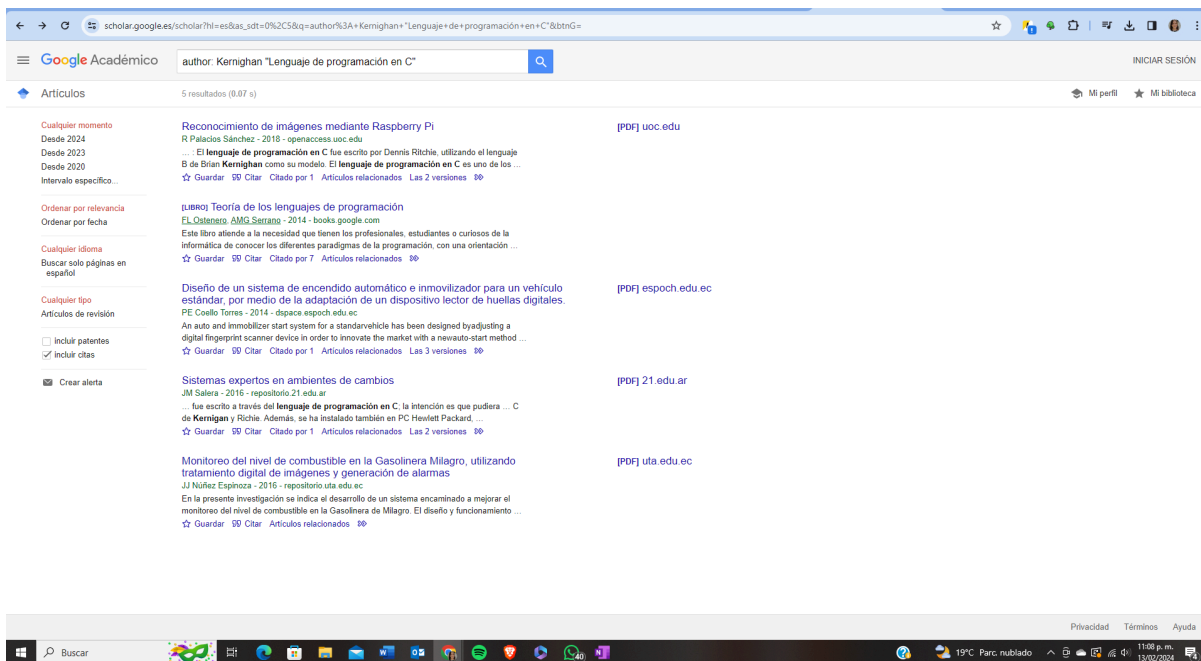 scholar.google.es/scholar?hl=es&as_sdt=0%2C5&q=author%3A+Kernighan+"Lenguaje+de+programación+en+C"&btnG=
Google Académico
author: Kernighan "Lenguaje de programación en C"
INICIAR SESIÓN
Artículos
5 resultados (0.07 s)
Mi perfil
Mi biblioteca
Cualquier momento
Desde 2024
Desde 2023
Desde 2020
Intervalo específico...
Ordenar por relevancia
Ordenar por fecha
Cualquier idioma
Buscar solo páginas en
español
Cualquier tipo
Artículos de revisión
incluir patentes
incluir citas
Crear alerta
Reconocimiento de imágenes mediante Raspberry Pi
[PDF] uoc.edu
R Palacios Sánchez - 2018 - openaccess.uoc.edu
… : El lenguaje de programación en C fue escrito por Dennis Ritchie, utilizando el lenguaje
B de Brian Kernighan como su modelo. El lenguaje de programación en C es uno de los …
Guardar Citar Citado por 1 Artículos relacionados Las 2 versiones
[LIBRO] Teoría de los lenguajes de programación
FL Ostenero, AMG Serrano - 2014 - books.google.com
Este libro atiende a la necesidad que tienen los profesionales, estudiantes o curiosos de la
informática de conocer los diferentes paradigmas de la programación, con una orientación …
Guardar Citar Citado por 7 Artículos relacionados
Diseño de un sistema de encendido automático e inmovilizador para un vehículo
estándar, por medio de la adaptación de un dispositivo lector de huellas digitales.
[PDF] espoch.edu.ec
PE Coello Torres - 2014 - dspace.espoch.edu.ec
An auto and immobilizer start system for a standarvehicle has been designed byadjusting a
digital fingerprint scanner device in order to innovate the market with a newauto-start method …
Guardar Citar Citado por 1 Artículos relacionados Las 3 versiones
Sistemas expertos en ambientes de cambios
[PDF] 21.edu.ar
JM Salera - 2016 - repositorio.21.edu.ar
… fue escrito a través del lenguaje de programación en C; la intención es que pudiera … C
de Kernigan y Richie. Además, se ha instalado también en PC Hewlett Packard, …
Guardar Citar Citado por 1 Artículos relacionados Las 2 versiones
Monitoreo del nivel de combustible en la Gasolinera Milagro, utilizando
tratamiento digital de imágenes y generación de alarmas
[PDF] uta.edu.ec
JJ Núñez Espinoza - 2016 - repositorio.uta.edu.ec
En la presente investigación se indica el desarrollo de un sistema encaminado a mejorar el
monitoreo del nivel de combustible en la Gasolinera de Milagro. El diseño y funcionamiento …
Guardar Citar Artículos relacionados
Privacidad Términos Ayuda
Buscar
40
19°C Parc. nublado
11:08 p. m.
13/02/2024